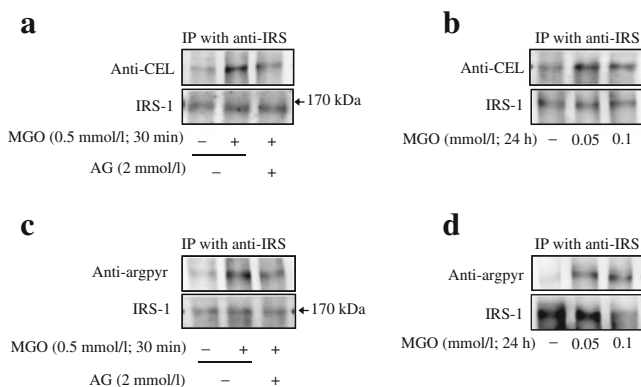 a
IP with anti-IRS
Anti-CEL
IRS-1
170 kDa
MGO (0.5 mmol/l; 30 min) – + +
AG (2 mmol/l) – +
b
IP with anti-IRS
Anti-CEL
IRS-1
MGO (mmol/l; 24 h) – 0.05 0.1
c
IP with anti-IRS
Anti-argpyr
IRS-1
170 kDa
MGO (0.5 mmol/l; 30 min) – + +
AG (2 mmol/l) – +
d
IP with anti-IRS
Anti-argpyr
IRS-1
MGO (mmol/l; 24 h) – 0.05 0.1